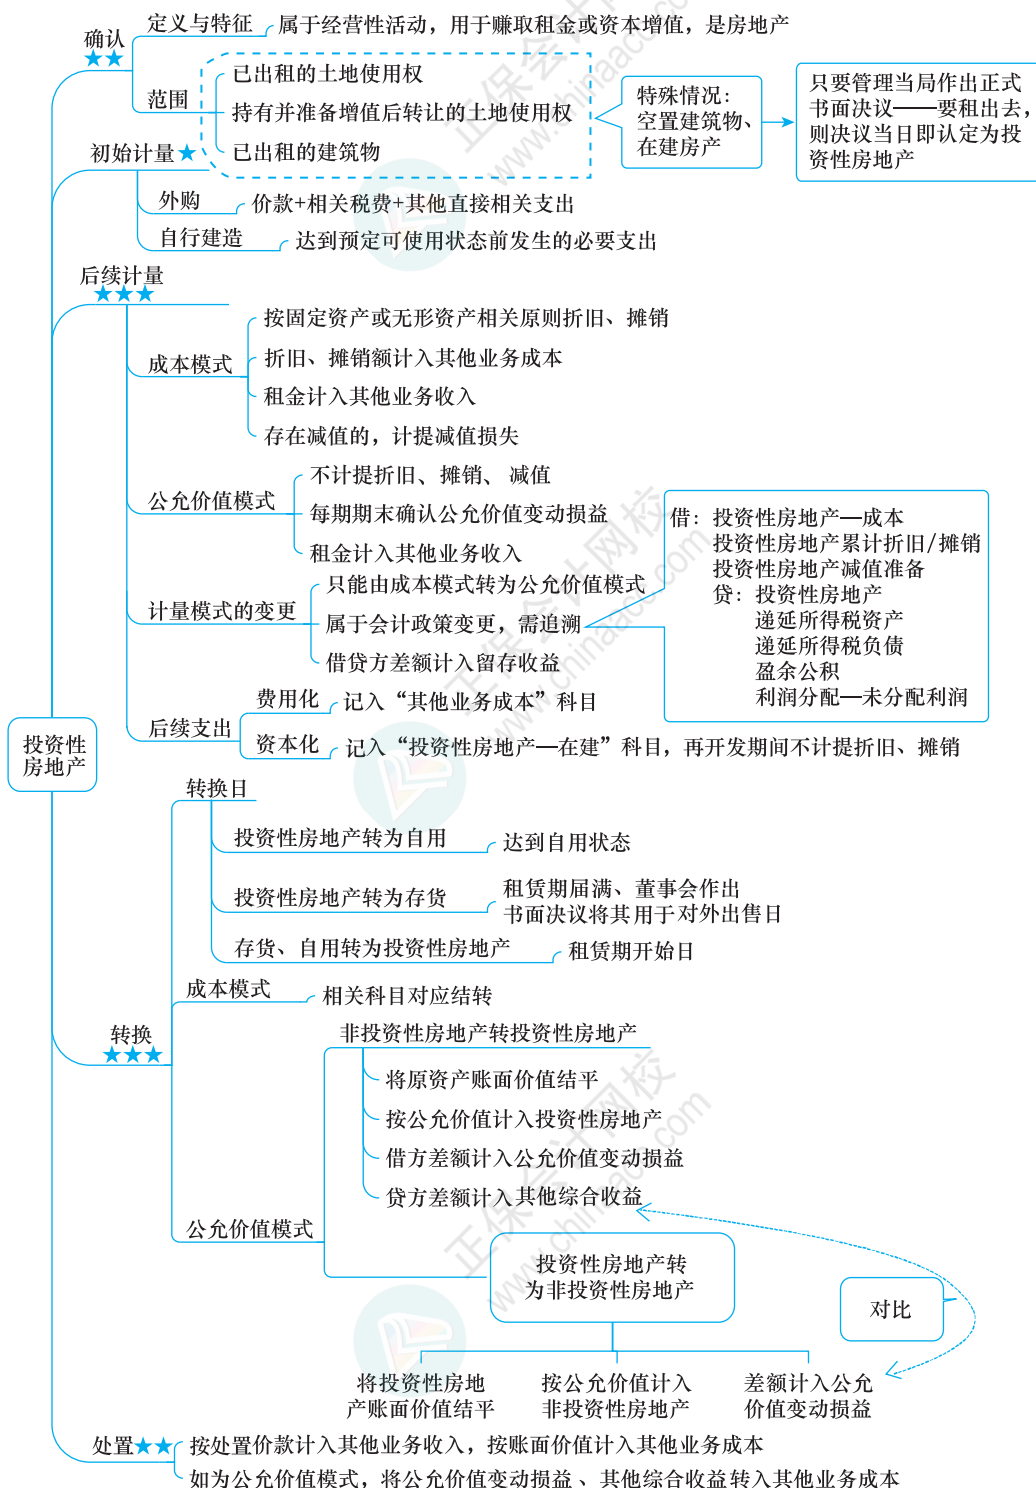 确认
★★
定义与特征
属于经营性活动，用于赚取租金或资本增值，是房地产
范围
已出租的土地使用权
持有并准备增值后转让的土地使用权
已出租的建筑物
特殊情况：
空置建筑物、
在建房产
只要管理当局作出正式
书面决议——要租出去，
则决议当日即认定为投
资性房地产
初始计量★
外购
价款+相关税费+其他直接相关支出
自行建造
达到预定可使用状态前发生的必要支出
后续计量
★★★
成本模式
按固定资产或无形资产相关原则折旧、摊销
折旧、摊销额计入其他业务成本
租金计入其他业务收入
存在减值的，计提减值损失
公允价值模式
不计提折旧、摊销、减值
每期期末确认公允价值变动损益
租金计入其他业务收入
计量模式的变更
只能由成本模式转为公允价值模式
属于会计政策变更，需追溯
借贷方差额计入留存收益
借：投资性房地产—成本
投资性房地产累计折旧/摊销
投资性房地产减值准备
贷：投资性房地产
递延所得税资产
递延所得税负债
盈余公积
利润分配—未分配利润
后续支出
费用化
记入“其他业务成本”科目
资本化
记入“投资性房地产—在建”科目，再开发期间不计提折旧、摊销
投资性
房地产
转换
★★★
转换日
投资性房地产转为自用
达到自用状态
投资性房地产转为存货
租赁期届满、董事会作出
书面决议将其用于对外出售日
存货、自用转为投资性房地产
租赁期开始日
成本模式
相关科目对应结转
公允价值模式
非投资性房地产转投资性房地产
将原资产账面价值结平
按公允价值计入投资性房地产
借方差额计入公允价值变动损益
贷方差额计入其他综合收益
投资性房地产转
为非投资性房地产
对比
将投资性房地
产账面价值结平
按公允价值计入
非投资性房地产
差额计入公允
价值变动损益
处置★★
按处置价款计入其他业务收入，按账面价值计入其他业务成本
如为公允价值模式，将公允价值变动损益、其他综合收益转入其他业务成本
正保会计网校
www.chinaacc.com
正保会计网校
www.chinaacc.com
正保会计网校
www.chinaacc.com